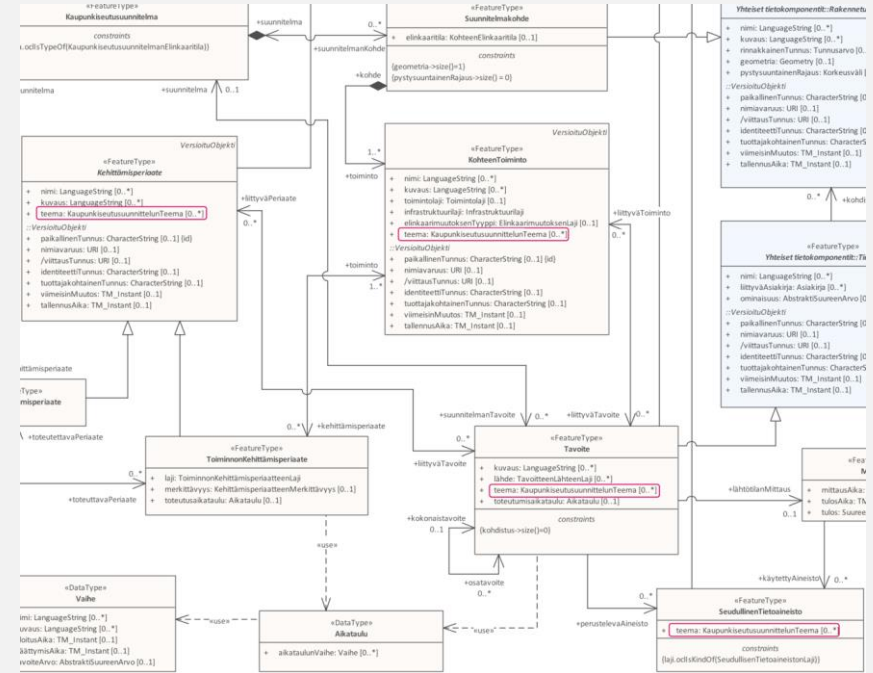 «FeatureType»
Kaupunkiseutusuunnitelma
constraints
.oclIsTypeOf(KaupunkiseutusuunnitelmanElinkaaritila)}
+suunnitelma
0..*
+suunnitelmanKohde
+suunnitelma
0..1
«FeatureType»
Suunnitelmakohde
+ elinkaaritila: KohteenElinkaaritila [0..1]
constraints
{geometria->size()=1}
{pystysuuntainenRajaus->size() = 0}
+kohde
1..*
+toiminto
Yhteiset tietokomponentit::Rakennetu
+ nimi: LanguageString [0..*]
+ kuvaus: LanguageString [0..*]
+ rinnakkainenTunnus: Tunnusarvo [0..
+ geometria: Geometry [0..1]
+ pystysuuntainenRajaus: Korkeusväli [
::VersioituObjekti
+ paikallinenTunnus: CharacterString [0
+ nimiavaruus: URI [0..1]
+ /viittausTunnus: URI [0..1]
+ identiteettiTunnus: CharacterString [0
+ tuottajakohtainenTunnus: CharacterS
+ viimeisinMuutos: TM_Instant [0..1]
+ tallennusAika: TM_Instant [0..1]
0..*
+kohdi
VersioituObjekti
«FeatureType»
Kehittämisperiaate
+ nimi: LanguageString [0..*]
+ kuvaus: LanguageString [0..*]
+ teema: KaupunkiseutusuunnittelunTeema [0..*]
::VersioituObjekti
+ paikallinenTunnus: CharacterString [0..1] {id}
+ nimiavaruus: URI [0..1]
+ /viittausTunnus: URI [0..1]
+ identiteettiTunnus: CharacterString [0..1]
+ tuottajakohtainenTunnus: CharacterString [0..1]
+ viimeisinMuutos: TM_Instant [0..1]
+ tallennusAika: TM_Instant [0..1]
+liittyväPeriaate
0..*
VersioituObjekti
«FeatureType»
KohteenToiminto
+ nimi: LanguageString [0..*]
+ kuvaus: LanguageString [0..*]
+ toimintolaji: Toimintolaji [0..1]
+ infrastruktuurilaji: Infrastruktuurilaji
+ elinkaarimuutoksenTyyppi: ElinkaarimuutoksenLaji [0..1]
+ teema: KaupunkiseutusuunnittelunTeema [0..*]
::VersioituObjekti
+ paikallinenTunnus: CharacterString [0..1] {id}
+ nimiavaruus: URI [0..1]
+ /viittausTunnus: URI [0..1]
+ identiteettiTunnus: CharacterString [0..1]
+ tuottajakohtainenTunnus: CharacterString [0..1]
+ viimeisinMuutos: TM_Instant [0..1]
+ tallennusAika: TM_Instant [0..1]
+liittyväToiminto
0..*
+toiminto
1..*
«FeatureType»
Yhteiset tietokomponentit::Ti
+ nimi: LanguageString [0..*]
+ liittyväAsiakirja: Asiakirja [0..*]
+ ominaisuus: AbstraktiSuureenArvo [0
::VersioituObjekti
+ paikallinenTunnus: CharacterString [0
+ nimiavaruus: URI [0..1]
+ /viittausTunnus: URI [0..1]
+ identiteettiTunnus: CharacterString [0
+ tuottajakohtainenTunnus: CharacterS
+ viimeisinMuutos: TM_Instant [0..1]
+ tallennusAika: TM_Instant [0..1]
+toteutettavaPeriaate
0..*
+toteuttavaPeriaate
0..*
+kehittämisperiaate
«FeatureType»
ToiminnonKehittämisperiaate
+ laji: ToiminnonKehittämisperiaatteenLaji
+ merkittävyys: KehittämisperiaatteenMerkittävyys [0..1]
+ toteutusaikataulu: Aikataulu [0..1]
+suunnitelmanTavoite
0..*
+liittyväTavoite
0..*
0..*
+liittyväTavoite
«FeatureType»
Tavoite
+ kuvaus: LanguageString [0..*]
+ lähde: TavoitteenLähteenLaji [0..*]
+ teema: KaupunkiseutusuunnittelunTeema [0..*]
+ toteutumisaikataulu: Aikataulu [0..1]
constraints
{kohdistus->size()=0}
+kokonaistavoite
0..1
+osatavoite
0..*
+lähtötilanMittaus
0..1
+ mittausAika:
+ tulosAika: TM
+ tulos: Suuree
+käytettyAineisto
0..*
0..*
+perustelevaAineisto
«use»
«use»
«use»
«DataType»
Vaihe
«DataType»
Aikataulu
+ aikataulunVaihe: Vaihe [0..*]
«FeatureType»
SeudullinenTietoaineisto
+ teema: KaupunkiseutusuunnittelunTeema [0..*]
constraints
{laji.oclIsKindOf(SeudullisenTietoaineistonLaji)}